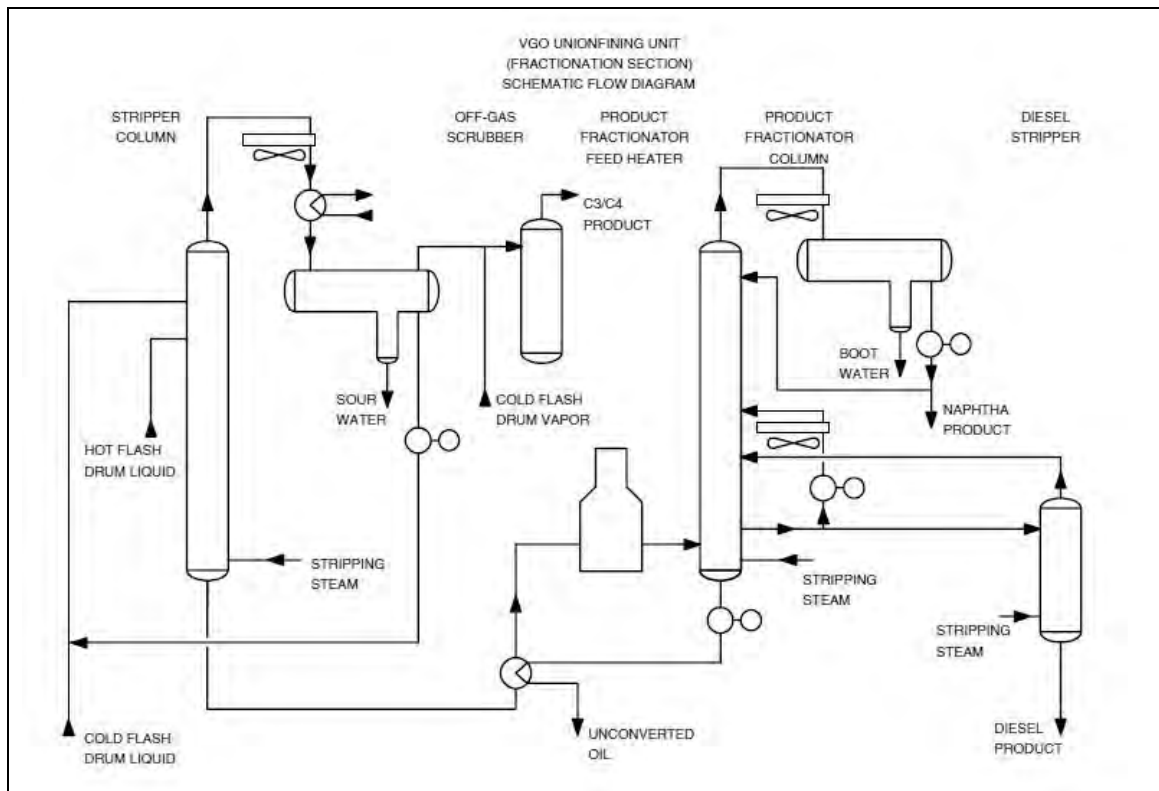 VGO UNIONFINING UNIT
(FRACTIONATION SECTION)
SCHEMATIC FLOW DIAGRAM
STRIPPER
COLUMN
OFF-GAS
SCRUBBER
PRODUCT
FRACTIONATOR
FEED HEATER
PRODUCT
FRACTIONATOR
COLUMN
DIESEL
STRIPPER
C3/C4
PRODUCT
SOUR
WATER
COLD FLASH
DRUM VAPOR
BOOT
WATER
NAPHTHA
PRODUCT
HOT FLASH
DRUM LIQUID
STRIPPING
STEAM
STRIPPING
STEAM
STRIPPING
STEAM
COLD FLASH
DRUM LIQUID
UNCONVERTED
OIL
DIESEL
PRODUCT